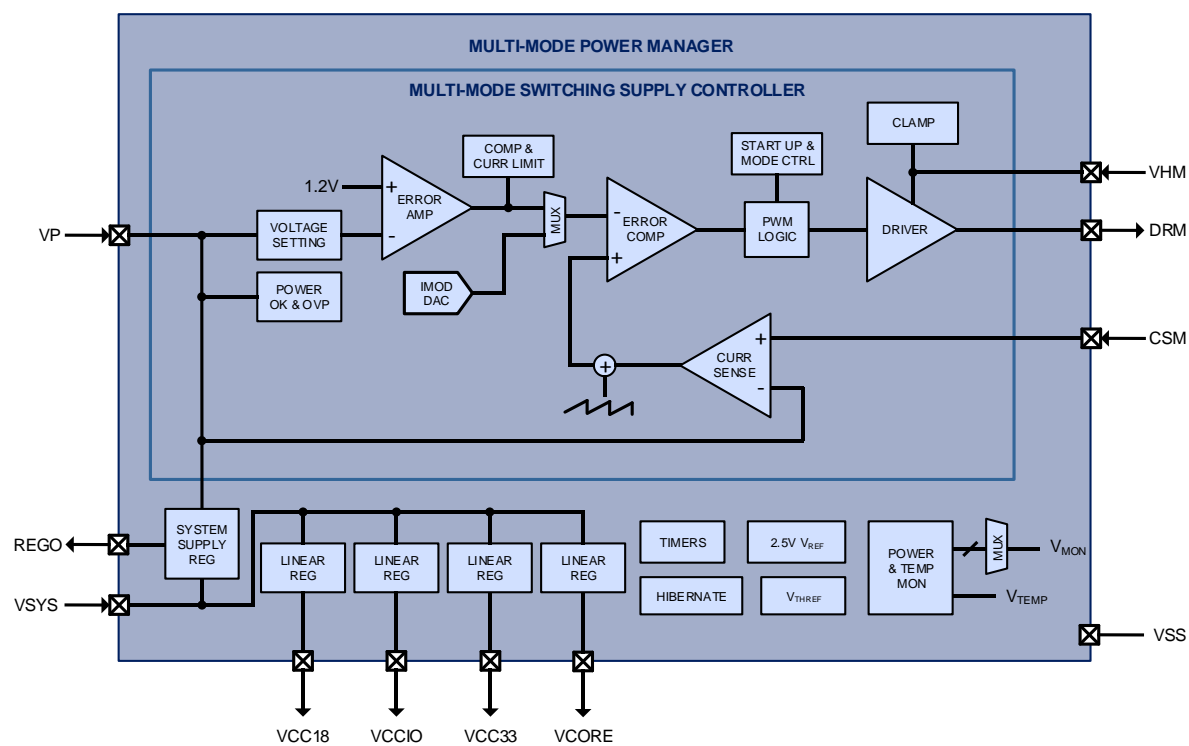 MULTI-MODE POWER MANAGER
MULTI-MODE SWITCHING SUPPLY CONTROLLER
CLAMP
COMP &
CURR LIMIT
START UP &
MODE CTRL
VHM
1.2V
+
ERROR
AMP
-
MUX
-
ERROR
COMP
+
PWM
LOGIC
DRIVER
DRM
VP
VOLTAGE
SETTING
POWER
OK & OVP
IMOD
DAC
+
CURR
SENSE
-
CSM
+
REGO
SYSTEM
SUPPLY
REG
VSYS
LINEAR
REG
LINEAR
REG
LINEAR
REG
LINEAR
REG
TIMERS
2.5V VREF
HIBERNATE
VTHREF
POWER
& TEMP
MON
MUX
VMON
VTEMP
VSS
VCC18
VCCIO
VCC33
VCORE